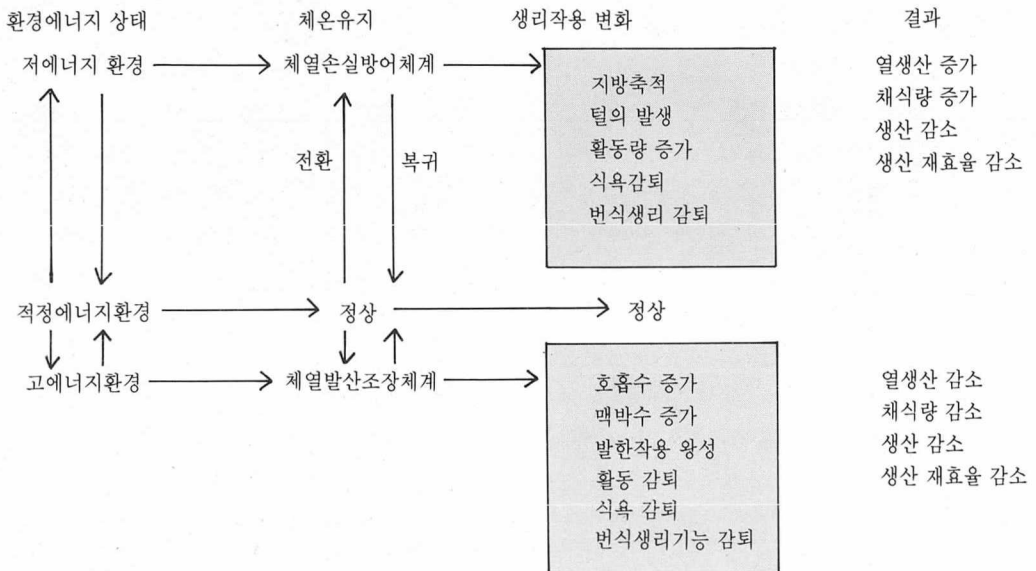 환경에너지 상태 체온유지 생리작용 변화 결과
저에너지 환경 체열손실방어체계
지방축적
털의 발생
활동량 증가
식욕감퇴
번식생리 감퇴
열생산 증가
채식량 증가
생산 감소
생산 재효율 감소
전환 복귀
적정에너지환경 정상 정상
고에너지환경 체열발산조장체계
호흡수 증가
맥박수 증가
발한작용 왕성
활동 감퇴
식욕 감퇴
번식생리기능 감퇴
열생산 감소
채식량 감소
생산 감소
생산 재효율 감소